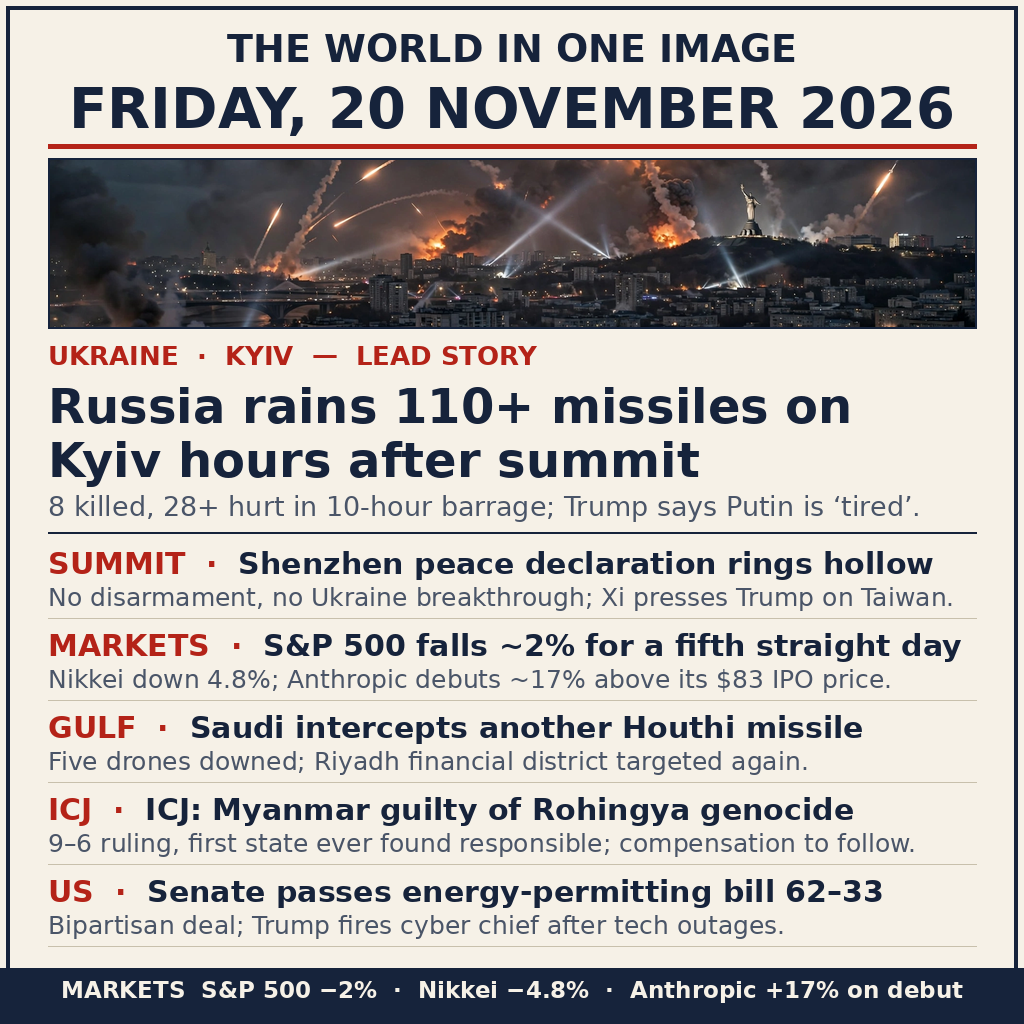 THE WORLD IN ONE IMAGE
FRIDAY, 20 NOVEMBER 2026
UKRAINE · KYIV — LEAD STORY
Russia rains 110+ missiles on
Kyiv hours after summit
8 killed, 28+ hurt in 10-hour barrage; Trump says Putin is ‘tired’.
SUMMIT · Shenzhen peace declaration rings hollow
No disarmament, no Ukraine breakthrough; Xi presses Trump on Taiwan.
MARKETS · S&P 500 falls ~2% for a fifth straight day
Nikkei down 4.8%; Anthropic debuts ~17% above its $83 IPO price.
GULF · Saudi intercepts another Houthi missile
Five drones downed; Riyadh financial district targeted again.
ICJ · ICJ: Myanmar guilty of Rohingya genocide
9–6 ruling, first state ever found responsible; compensation to follow.
US · Senate passes energy-permitting bill 62–33
Bipartisan deal; Trump fires cyber chief after tech outages.
MARKETS S&P 500 −2% · Nikkei −4.8% · Anthropic +17% on debut